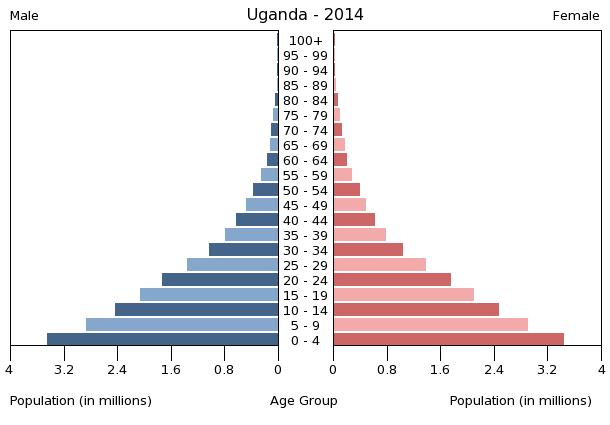 Uganda - 2014
Male
Female
100+
95 - 99
90 - 94
85 - 89
80 - 84
75 - 79
70 - 74
65 - 69
60 - 64
55 - 59
50 - 54
45 - 49
40 - 44
35 - 39
30 - 34
25 - 29
20 - 24
15 - 19
10 - 14
5 - 9
0 - 4
4 3.2 2.4 1.6 0.8 0 0 0.8 1.6 2.4 3.2 4
Population (in millions) Age Group Population (in millions)